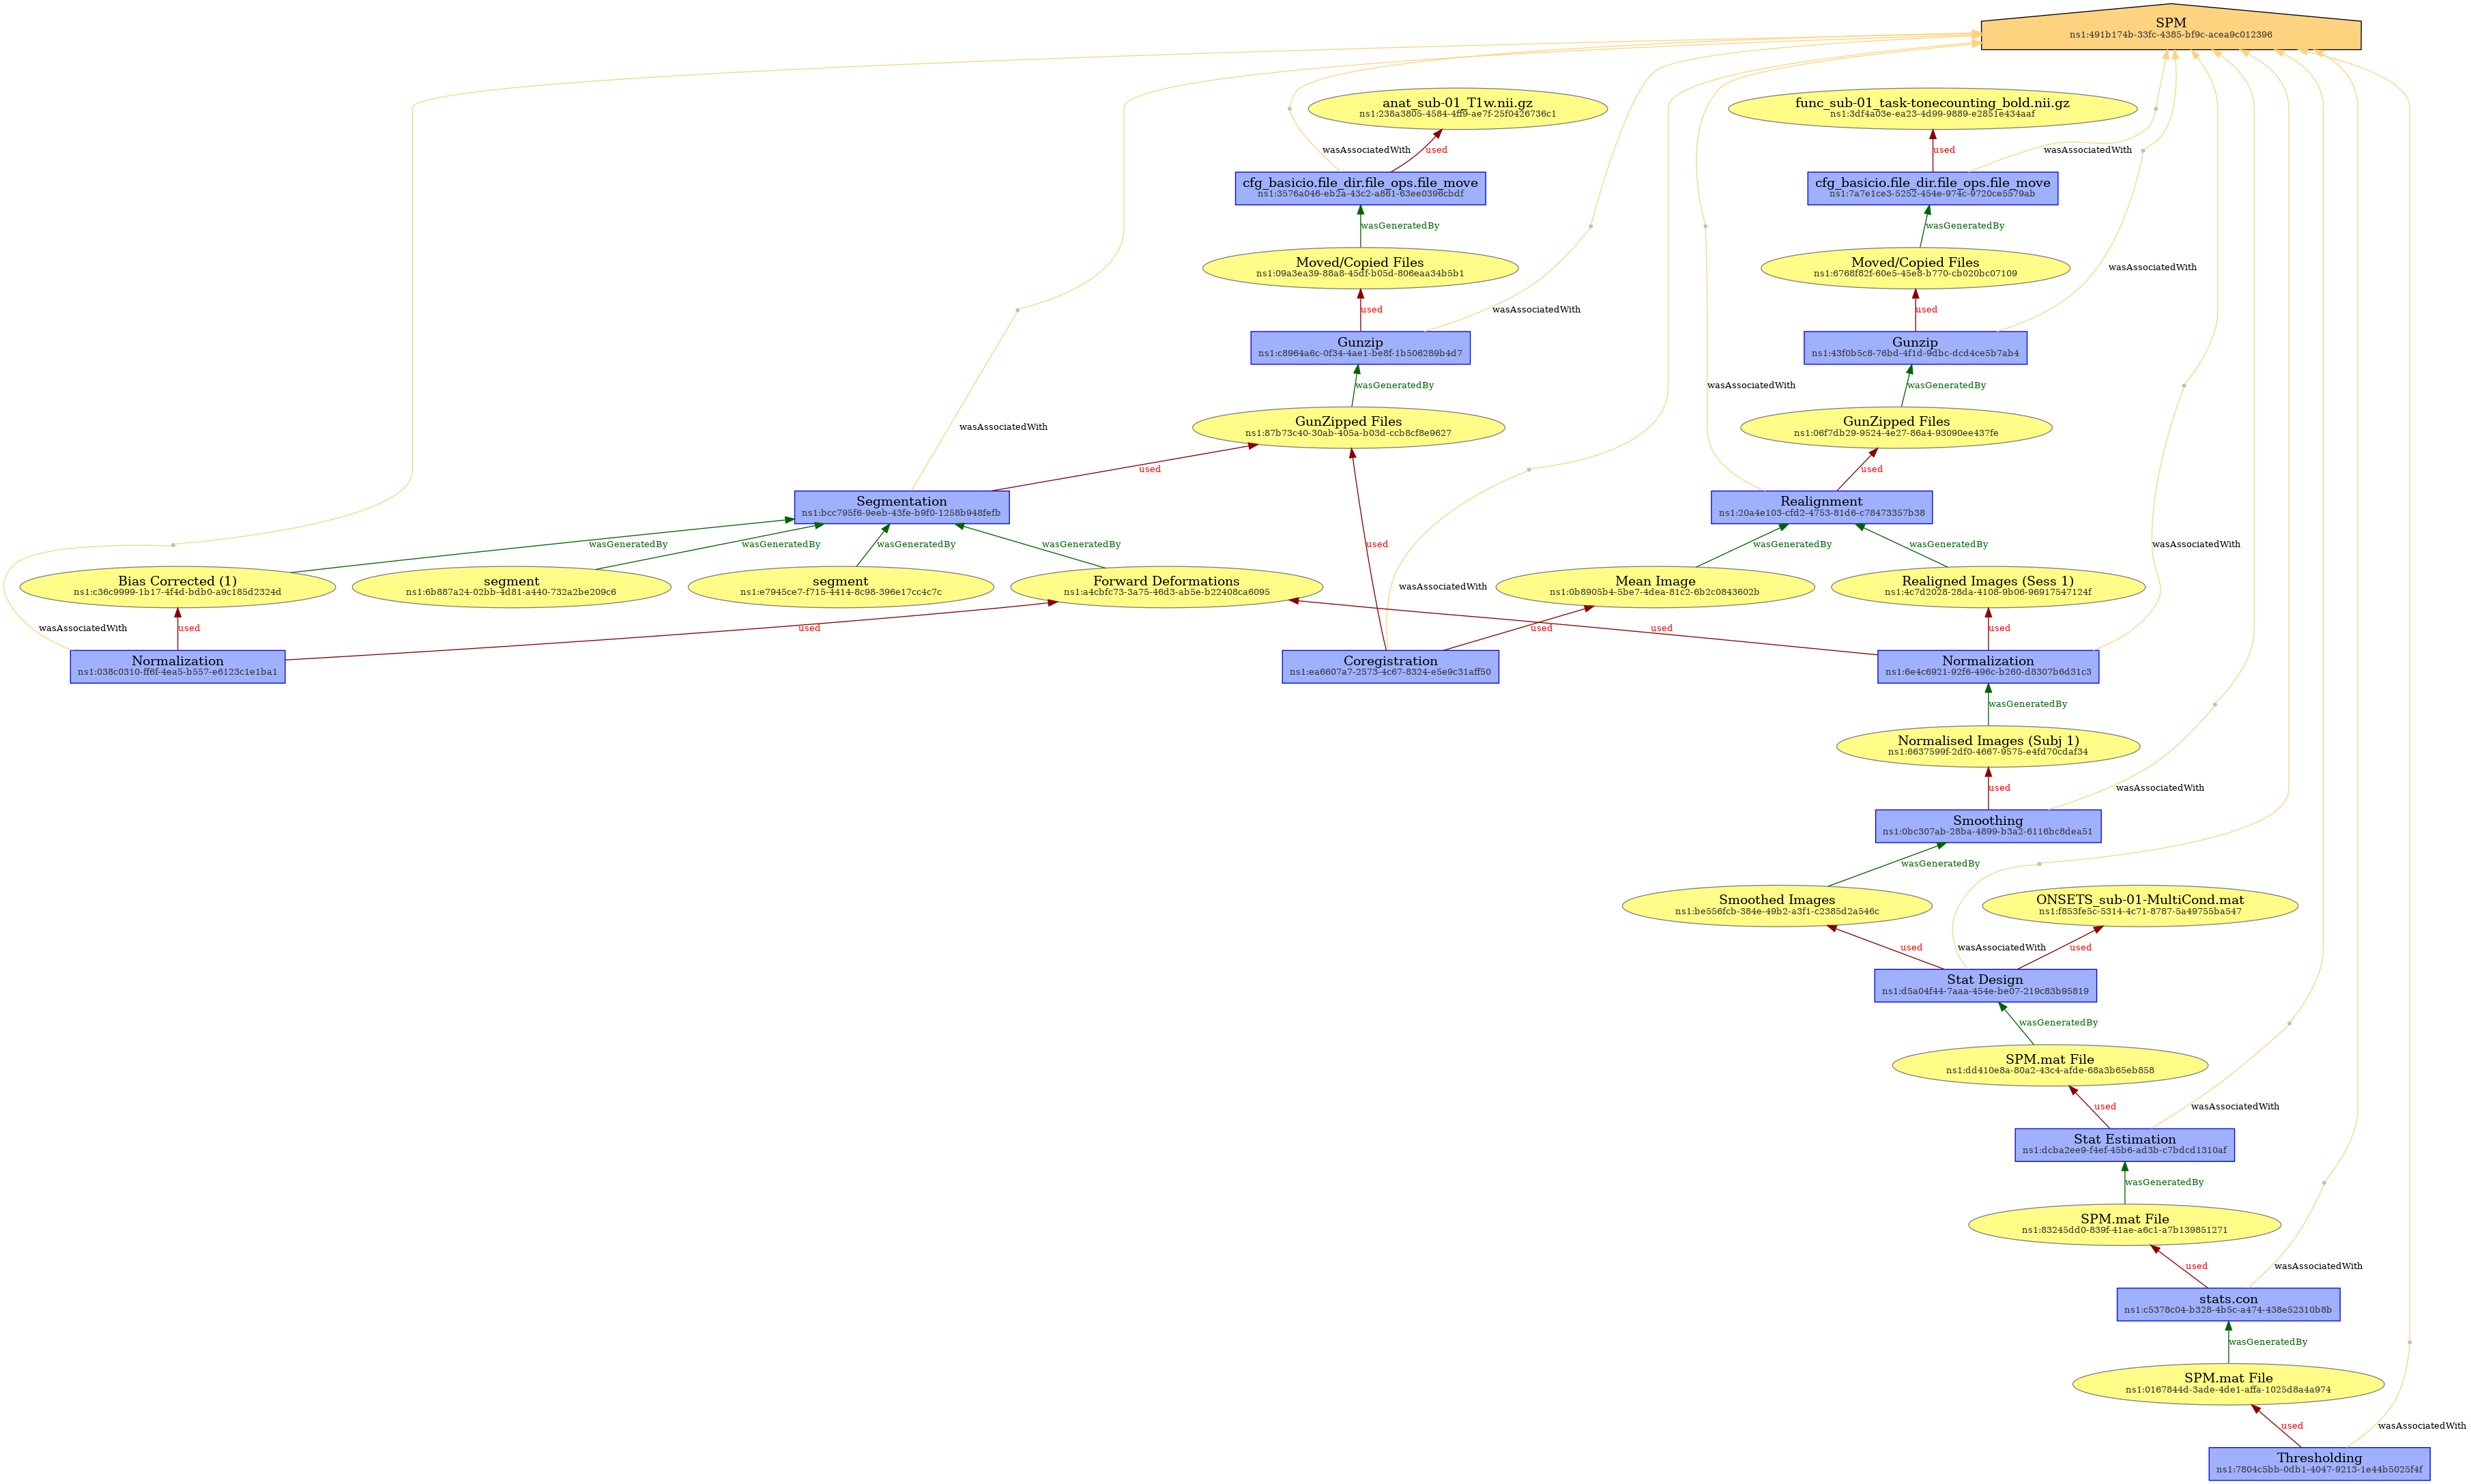 SPM
ns1:491b174b-33fc-4385-bf9c-acea9c012396
anat_sub-01_T1w.nii.gz
ns1:238a3805-4584-4ff9-ae7f-25f0426736c1
func_sub-01_task-tonecounting_bold.nii.gz
ns1:3df4a03e-ea23-4d99-9889-e2851e434aaf
wasAssociatedWith
used
used
wasAssociatedWith
cfg_basicio.file_dir.file_ops.file_move
ns1:3576a046-eb2a-43c2-a861-63ee0396cbdf
cfg_basicio.file_dir.file_ops.file_move
ns1:7a7e1ce3-5252-454e-974c-9720ce5579ab
wasGeneratedBy
wasGeneratedBy
Moved/Copied Files
ns1:09a3ea39-88a8-45df-b05d-806eaa34b5b1
Moved/Copied Files
ns1:6768f82f-60e5-45e8-b770-cb020bc07109
wasAssociatedWith
used
wasAssociatedWith
used
Gunzip
ns1:c8964a6c-0f34-4ae1-be8f-1b506289b4d7
Gunzip
ns1:43f0b5c8-76bd-4f1d-9dbc-dcd4ce5b7ab4
wasGeneratedBy
wasAssociatedWith
wasGeneratedBy
GunZipped Files
ns1:87b73c40-30ab-405a-b03d-ccb8cf8e9627
GunZipped Files
ns1:06f7db29-9524-4e27-86a4-93090ee437fe
wasAssociatedWith
used
used
Segmentation
ns1:bcc795f6-9eeb-43fe-b9f0-1258b948fefb
Realignment
ns1:20a4e103-cfd2-4753-81d6-c78473357b38
wasGeneratedBy
wasGeneratedBy
wasGeneratedBy
wasGeneratedBy
used
wasGeneratedBy
wasGeneratedBy
wasAssociatedWith
Bias Corrected (1)
ns1:c36c9999-1b17-4f4d-bdb0-a9c185d2324d
segment
ns1:6b887a24-02bb-4d81-a440-732a2be209c6
segment
ns1:e7945ce7-f715-4414-8c98-396e17cc4c7c
Forward Deformations
ns1:a4cbfc73-3a75-46d3-ab5e-b22408ca6095
wasAssociatedWith
Mean Image
ns1:0b8905b4-5be7-4dea-81c2-6b2c0843602b
Realigned Images (Sess 1)
ns1:4c7d2028-28da-4108-9b06-96917547124f
wasAssociatedWith
used
used
used
used
used
Normalization
ns1:038c0310-ff6f-4ea5-b557-e6123c1e1ba1
Coregistration
ns1:ea6607a7-2573-4c67-8324-e5e9c31aff50
Normalization
ns1:6e4c6921-92f6-496c-b260-d8307b6d31c3
wasGeneratedBy
Normalised Images (Subj 1)
ns1:6637599f-2df0-4667-9575-e4fd70cdaf34
used
wasAssociatedWith
Smoothing
ns1:0bc307ab-28ba-4899-b3a2-6116bc8dea51
wasGeneratedBy
Smoothed Images
ns1:be556fcb-384e-49b2-a3f1-c2385d2a546c
ONSETS_sub-01-MultiCond.mat
ns1:f853fe5c-5314-4c71-8787-5a49755ba547
used
wasAssociatedWith
used
Stat Design
ns1:d5a04f44-7aaa-454e-be07-219c83b95819
wasGeneratedBy
SPM.mat File
ns1:dd410e8a-80a2-43c4-afde-68a3b65eb858
used
wasAssociatedWith
Stat Estimation
ns1:dcba2ee9-f4ef-45b6-ad3b-c7bdcd1310af
wasGeneratedBy
SPM.mat File
ns1:83245dd0-839f-41ae-a6c1-a7b139851271
used
wasAssociatedWith
stats.con
ns1:c5378c04-b328-4b5c-a474-438e52310b8b
wasGeneratedBy
SPM.mat File
ns1:0167844d-3ade-4de1-affa-1025d8a4a974
used
wasAssociatedWith
Thresholding
ns1:7804c5bb-0db1-4047-9213-1e44b5025f4f